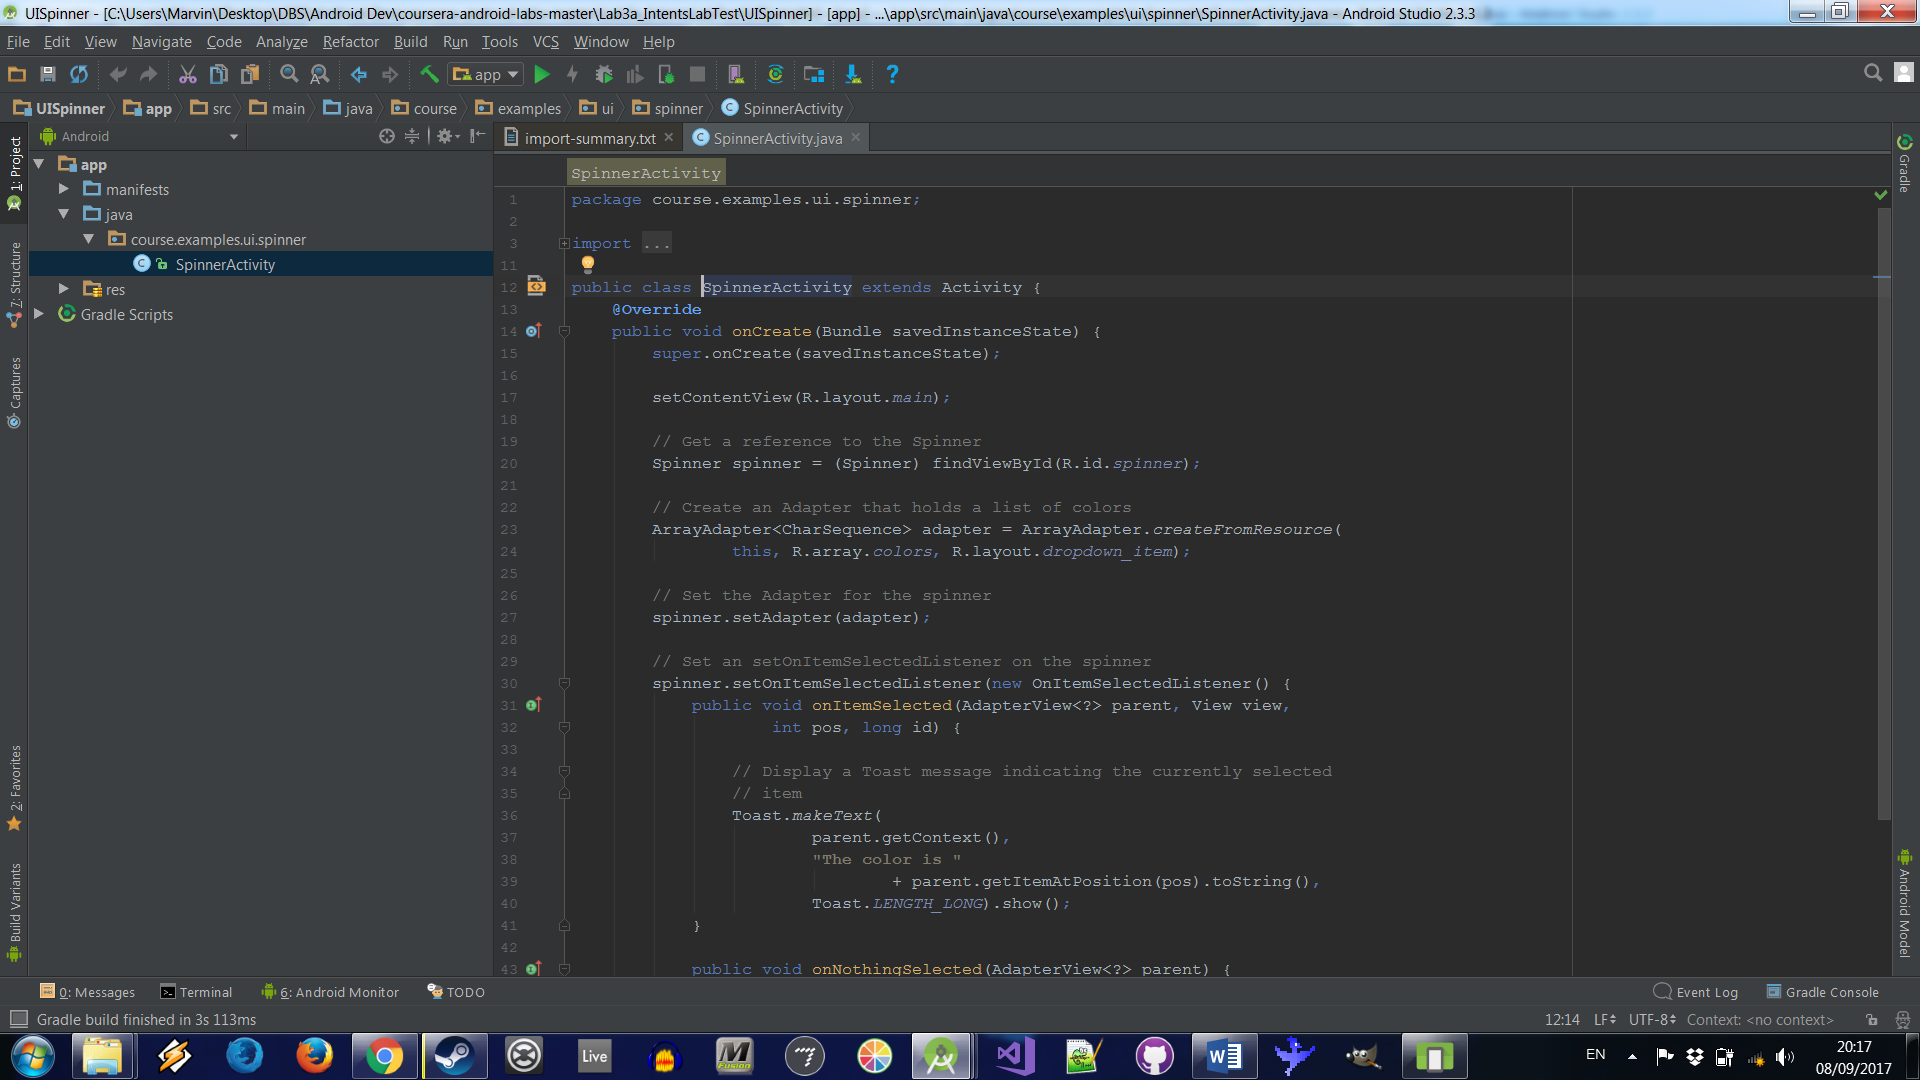 UISpinner - [C:\Users\Marvin\Desktop\DBS\Android Dev\coursera-android-labs-master\Lab3a_IntentsLabTest\UISpinner] - [app] - ...\app\src\main\java\course\examples\ui\spinner\SpinnerActivity.java - Android Studio 2.3.3
File Edit View Navigate Code Analyze Refactor Build Run Tools VCS Window Help
app
UISpinner app src main java course examples ui spinner SpinnerActivity
Android
import-summary.txt SpinnerActivity.java
1: Project
7: Structure
Captures
2: Favorites
Build Variants
app
manifests
java
course.examples.ui.spinner
SpinnerActivity
res
Gradle Scripts
SpinnerActivity
1 package course.examples.ui.spinner;
2
3 import ...
11
12 public class SpinnerActivity extends Activity {
13 @Override
14 public void onCreate(Bundle savedInstanceState) {
15 super.onCreate(savedInstanceState);
16
17 setContentView(R.layout.main);
18
19 // Get a reference to the Spinner
20 Spinner spinner = (Spinner) findViewById(R.id.spinner);
21
22 // Create an Adapter that holds a list of colors
23 ArrayAdapter<CharSequence> adapter = ArrayAdapter.createFromResource(
24 this, R.array.colors, R.layout.dropdown_item);
25
26 // Set the Adapter for the spinner
27 spinner.setAdapter(adapter);
28
29 // Set an setOnItemSelectedListener on the spinner
30 spinner.setOnItemSelectedListener(new OnItemSelectedListener() {
31 public void onItemSelected(AdapterView<?> parent, View view,
32 int pos, long id) {
33
34 // Display a Toast message indicating the currently selected
35 // item
36 Toast.makeText(
37 parent.getContext(),
38 "The color is "
39 + parent.getItemAtPosition(pos).toString(),
40 Toast.LENGTH_LONG).show();
41 }
42
43 public void onNothingSelected(AdapterView<?> parent) {
Gradle
Android Model
0: Messages Terminal 6: Android Monitor TODO Event Log Gradle Console
Gradle build finished in 3s 113ms 12:14 LF UTF-8 Context: <no context>
Live
EN
20:17
08/09/2017